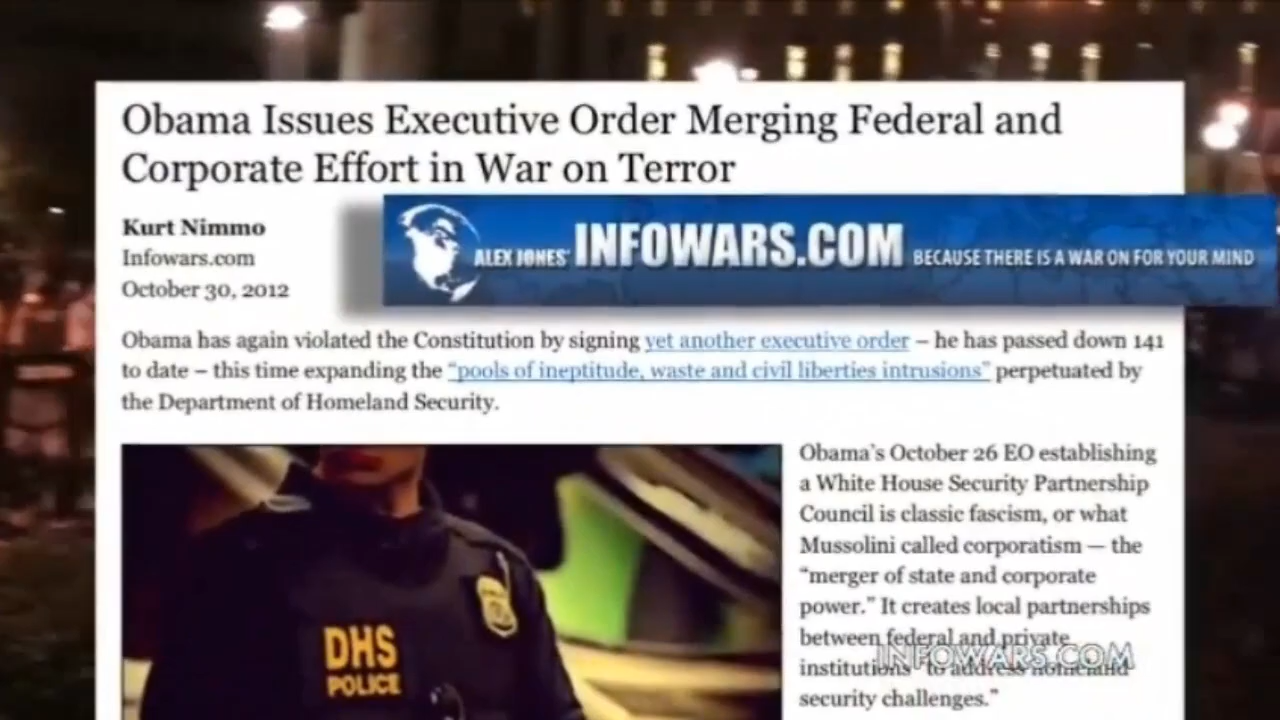 Obama Issues Executive Order Merging Federal and
Corporate Effort in War on Terror
Kurt Nimmo
Infowars.com
October 30, 2012
ALEX JONES' INFOWARS.COM BECAUSE THERE IS A WAR ON FOR YOUR MIND
Obama has again violated the Constitution by signing yet another executive order – he has passed down 141
to date – this time expanding the “pools of ineptitude, waste and civil liberties intrusions” perpetuated by
the Department of Homeland Security.
DHS
POLICE
Obama's October 26 EO establishing
a White House Security Partnership
Council is classic fascism, or what
Mussolini called corporatism — the
“merger of state and corporate
power.” It creates local partnerships
between federal and private
institutions “to address homeland
security challenges.”
INFOWARS.COM